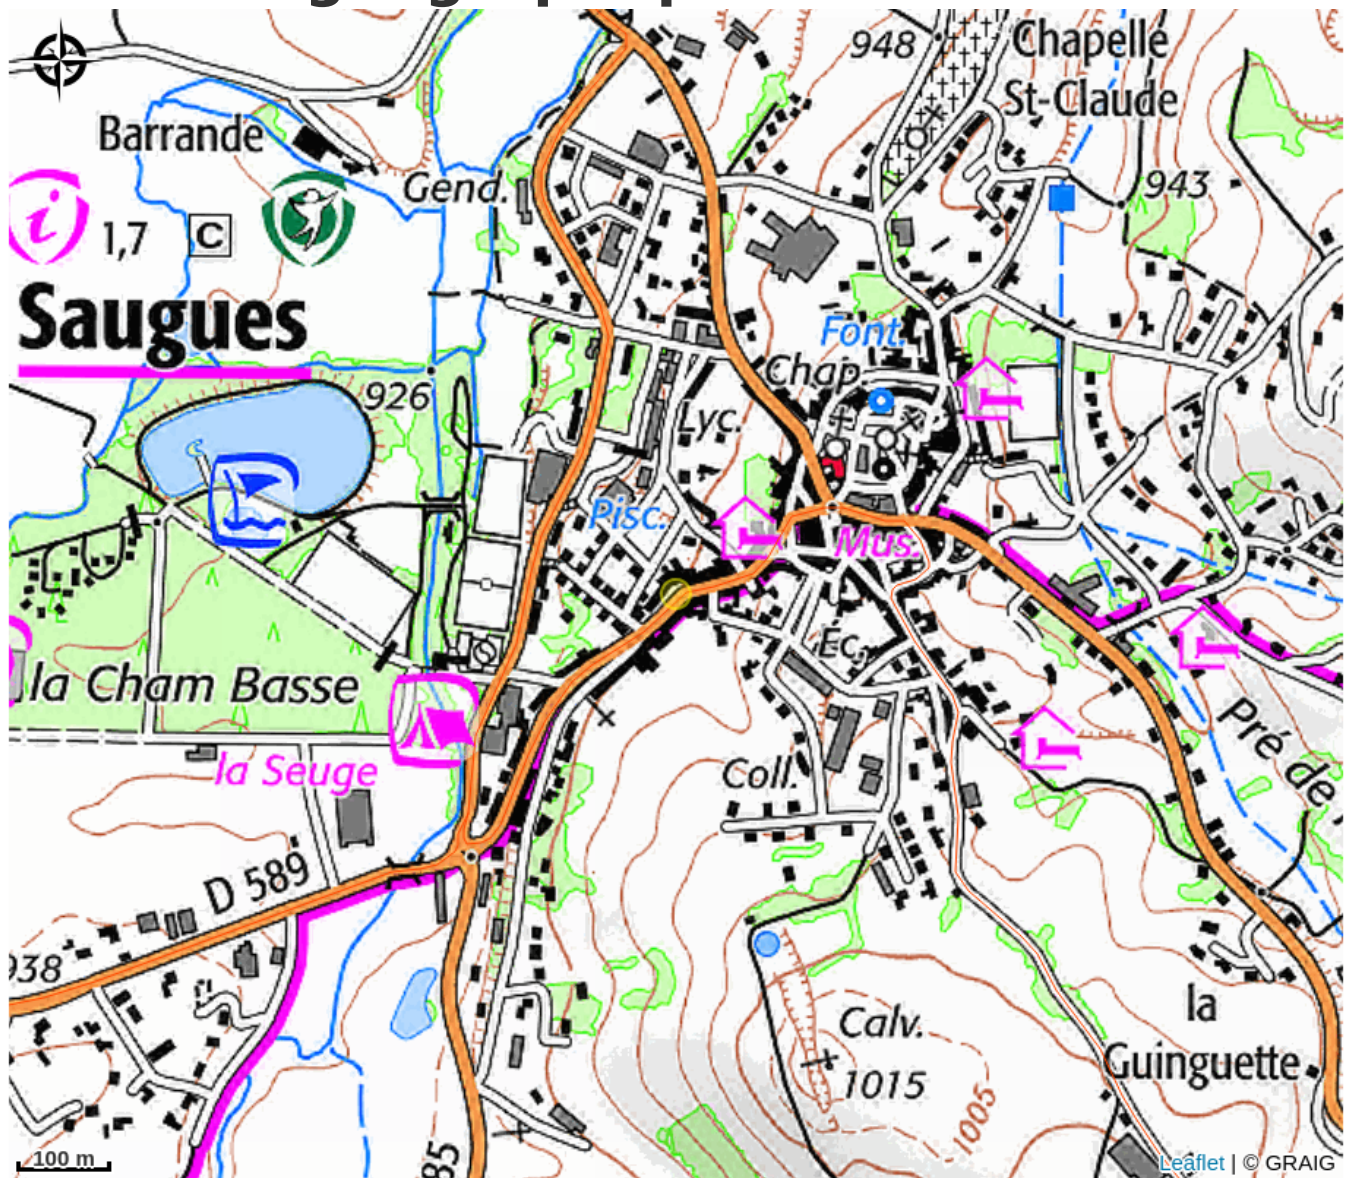 948
Chapelle
St-Claude
Barrande
Gend.
943
i
1,7
C
Saugues
Font.
Chap.
926
Lyc.
Pisc.
Mus.
Éc.
la Cham Basse
Pré de
la Seuge
Coll.
D 589
938
la
Calv.
Guinguette
1015
1005
85
100 m
Leaflet | © GRAIG